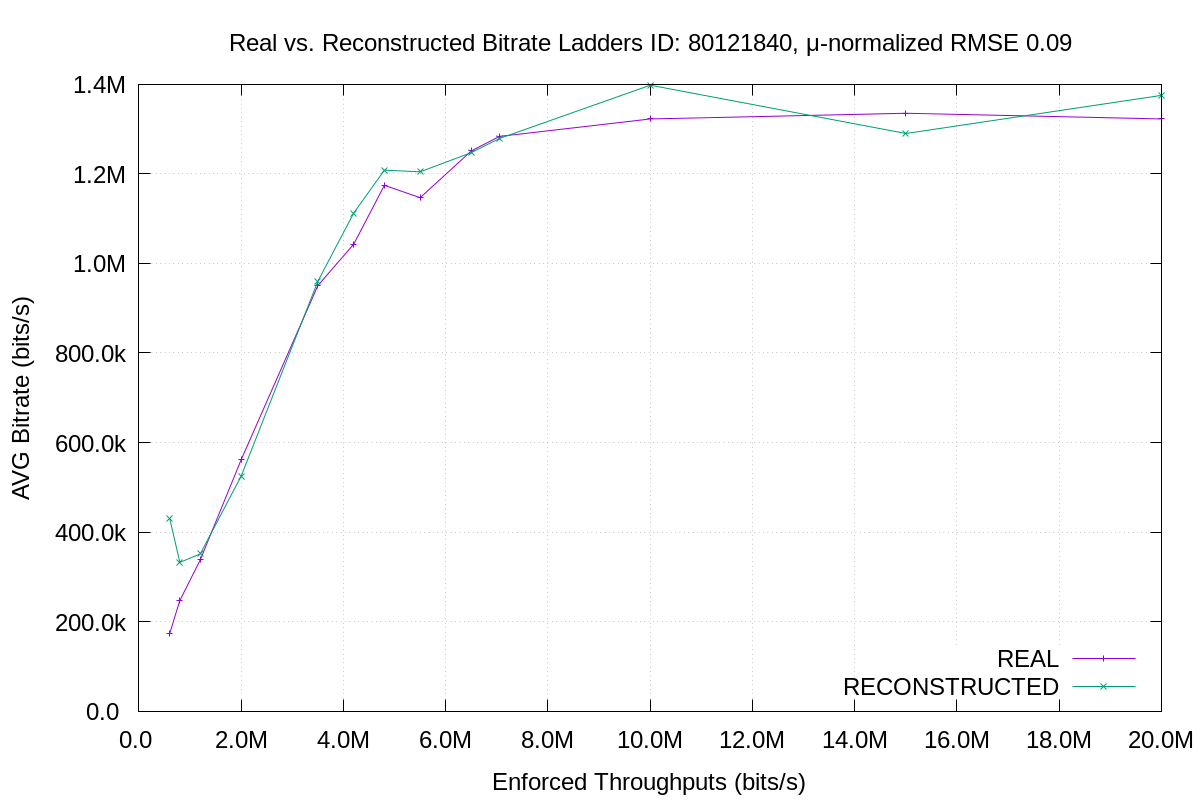 Real vs. Reconstructed Bitrate Ladders ID: 80121840, μ-normalized RMSE 0.09
1.4M
1.2M
1.0M
800.0k
600.0k
400.0k
200.0k
0.0
AVG Bitrate (bits/s)
REAL
RECONSTRUCTED
0.0 2.0M 4.0M 6.0M 8.0M 10.0M 12.0M 14.0M 16.0M 18.0M 20.0M
Enforced Throughputs (bits/s)